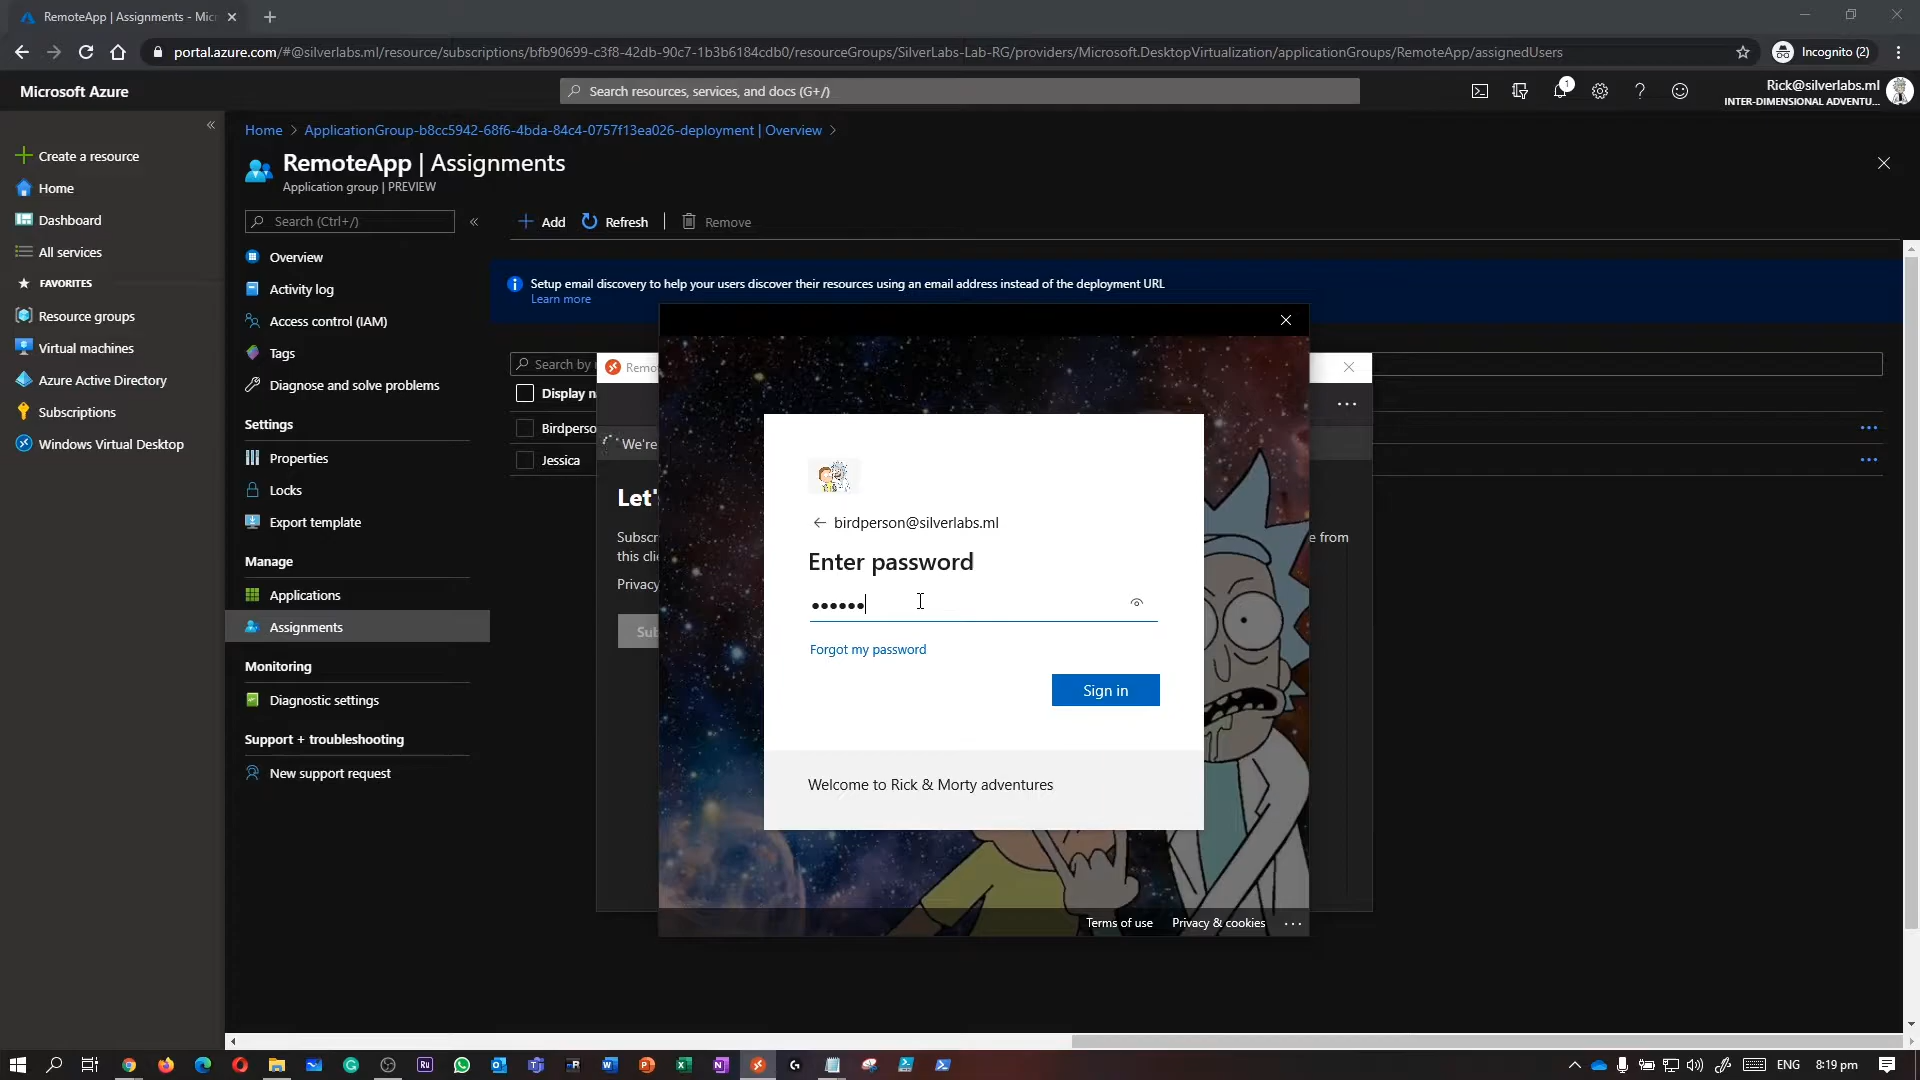 RemoteApp | Assignments - Mic
portal.azure.com/#@silverlabs.ml/resource/subscriptions/bfb90699-c3f8-42db-90c7-1b3b6184cdb0/resourceGroups/SilverLabs-Lab-RG/providers/Microsoft.DesktopVirtualization/applicationGroups/RemoteApp/assignedUsers
Incognito (2)
Microsoft Azure
Search resources, services, and docs (G+/)
1
Rick@silverlabs.ml
INTER-DIMENSIONAL ADVENTU...
Create a resource
Home
Dashboard
All services
FAVORITES
Resource groups
Virtual machines
Azure Active Directory
Subscriptions
Windows Virtual Desktop
Home > ApplicationGroup-b8cc5942-68f6-4bda-84c4-0757f13ea026-deployment | Overview >
RemoteApp | Assignments
Application group | PREVIEW
Search (Ctrl+/)
Overview
Activity log
Access control (IAM)
Tags
Diagnose and solve problems
Settings
Properties
Locks
Export template
Manage
Applications
Assignments
Monitoring
Diagnostic settings
Support + troubleshooting
New support request
Add
Refresh
Remove
Setup email discovery to help your users discover their resources using an email address instead of the deployment URL
Learn more
Search by
Display n
Birdperso
Jessica
Remo
We're
Let'
Subscr
e from
this clie
Privacy
Sub
birdperson@silverlabs.ml
Enter password
••••••
Forgot my password
Sign in
Welcome to Rick & Morty adventures
Terms of use
Privacy & cookies
ENG
8:19 pm